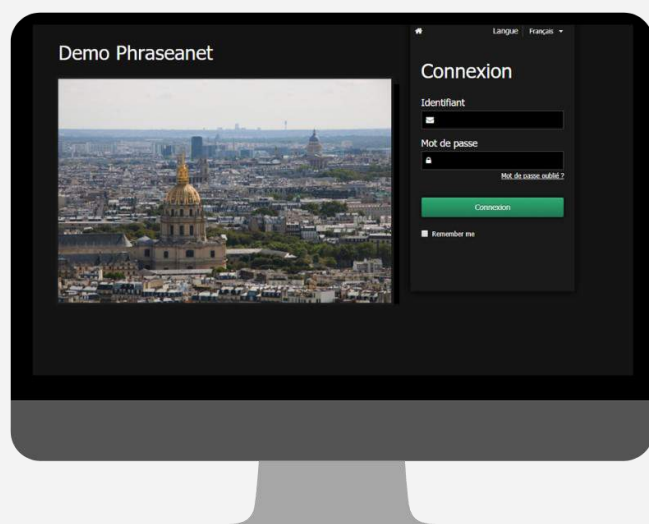 Langue Français
Demo Phraseanet
Connexion
Identifiant
Mot de passe
Mot de passe oublié ?
Connexion
Remember me